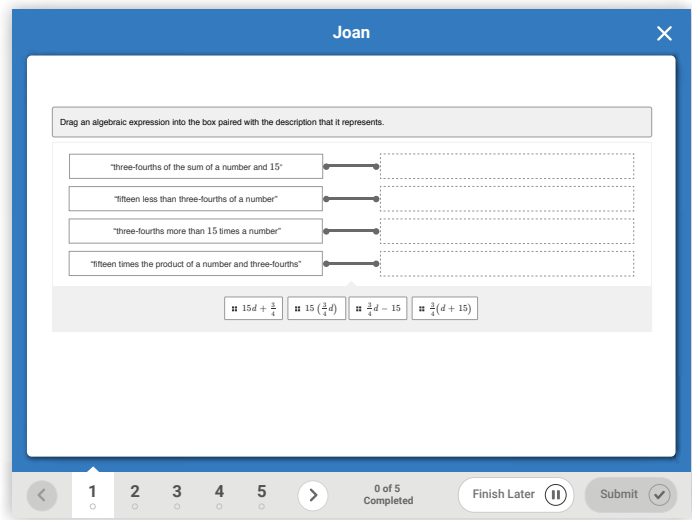 Joan
Drag an algebraic expression into the box paired with the description that it represents.
"three-fourths of the sum of a number and 15"
"fifteen less than three-fourths of a number"
"three-fourths more than 15 times a number"
"fifteen times the product of a number and three-fourths"
15d + 3/4 15 (3/4 d) 3/4 d − 15 3/4 (d + 15)
1 2 3 4 5 0 of 5 Completed Finish Later Submit